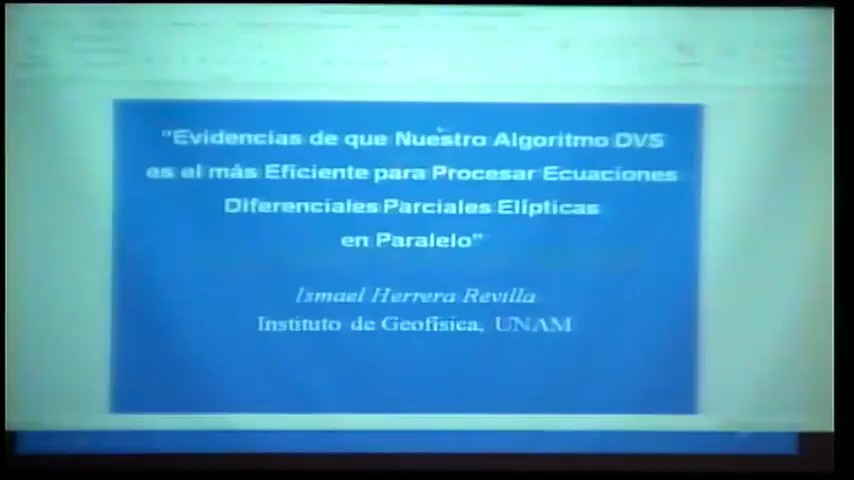 "Evidencias de que Nuestro Algoritmo DVS
es el más Eficiente para Procesar Ecuaciones
Diferenciales Parciales Elípticas
en Paralelo"
Ismael Herrera Revilla
Instituto de Geofísica, UNAM